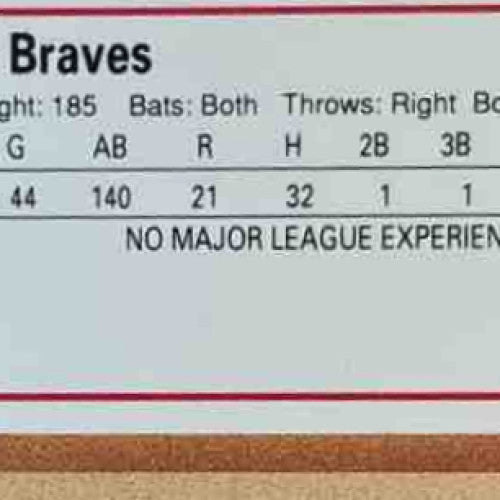 Braves
ght: 185 Bats: Both Throws: Right Bo
G AB R H 2B 3B
44 140 21 32 1 1
NO MAJOR LEAGUE EXPERIEN